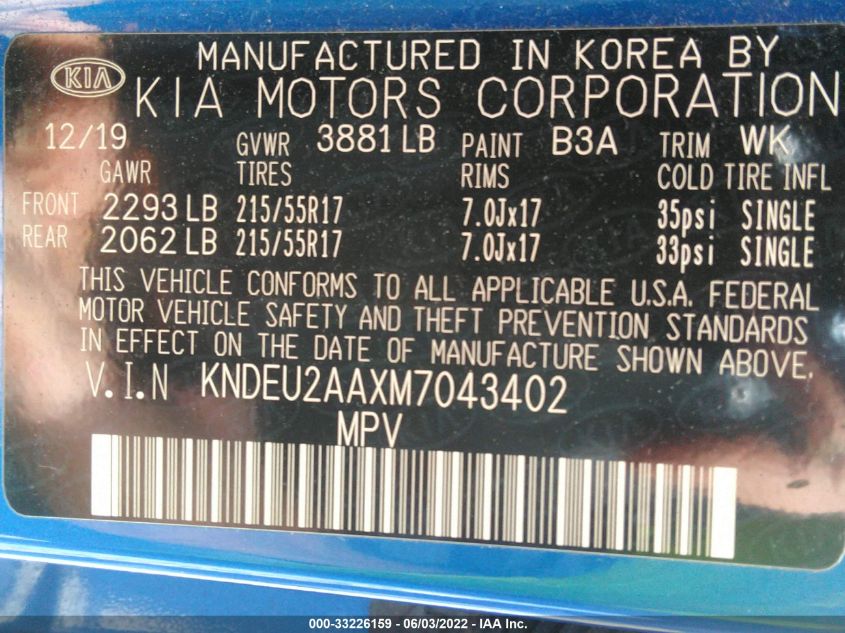 MANUFACTURED IN KOREA BY
KIA KIA MOTORS CORPORATION
12/19 GVWR 3881 LB PAINT B3A TRIM WK
GAWR TIRES RIMS COLD TIRE INFL
FRONT 2293 LB 215/55R17 7.0Jx17 35psi SINGLE
REAR 2062 LB 215/55R17 7.0Jx17 33psi SINGLE
THIS VEHICLE CONFORMS TO ALL APPLICABLE U.S.A. FEDERAL
MOTOR VEHICLE SAFETY AND THEFT PREVENTION STANDARDS
IN EFFECT ON THE DATE OF MANUFACTURE SHOWN ABOVE.
V.I.N KNDEU2AAXM7043402
MPV
000-33226159 - 06/03/2022 - IAAI Inc.